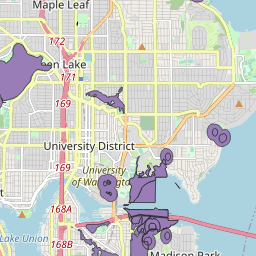 Maple Leaf
172
Green Lake
171
170
169
University District
University
of Washington
169
168A
Lake Union
168B
Madison Park